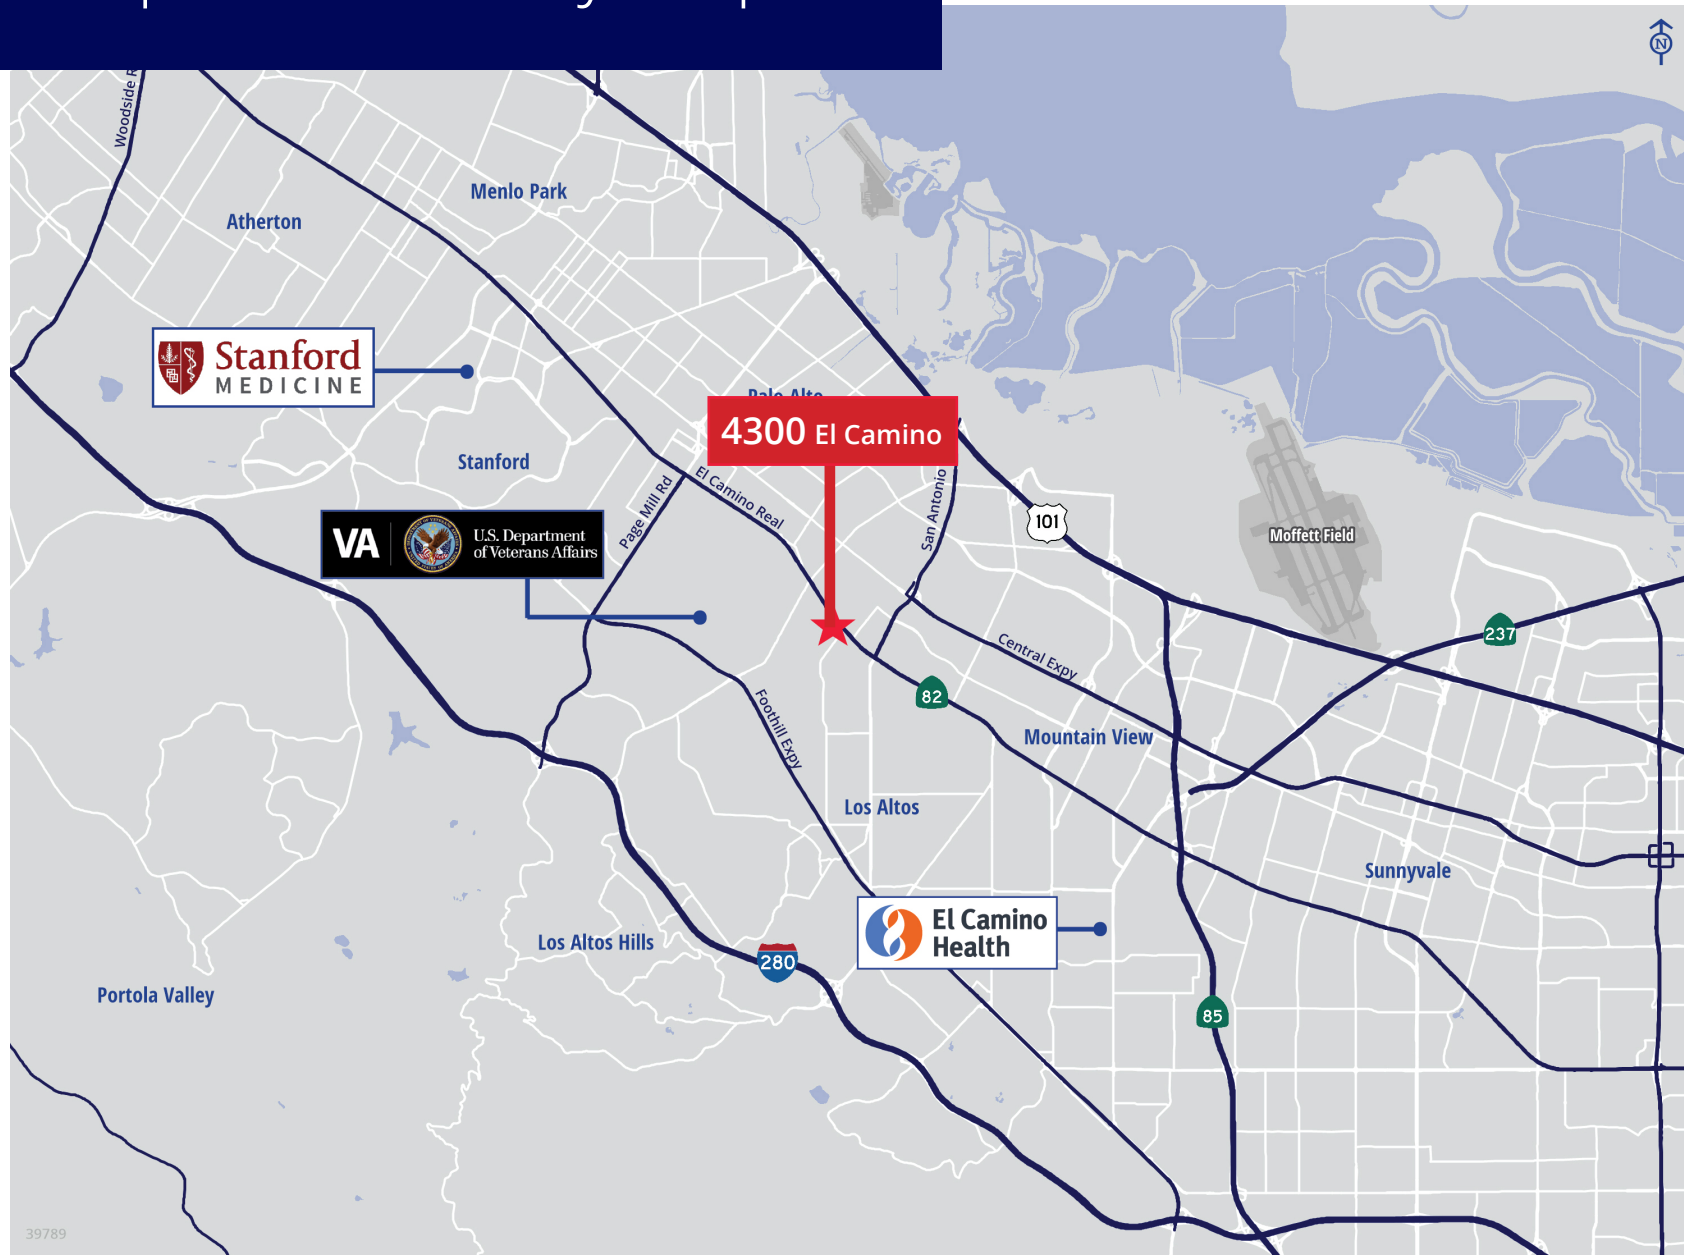 N
Woodside R
Menlo Park
Atherton
Stanford
MEDICINE
Palo Alto
4300 El Camino
Stanford
El Camino Real
Page Mill Rd
San Antonio
101
VA
U.S. Department
of Veterans Affairs
Moffett Field
237
Central Expy
82
Foothill Expy
Mountain View
Los Altos
Sunnyvale
El Camino
Health
Los Altos Hills
280
Portola Valley
85
39789